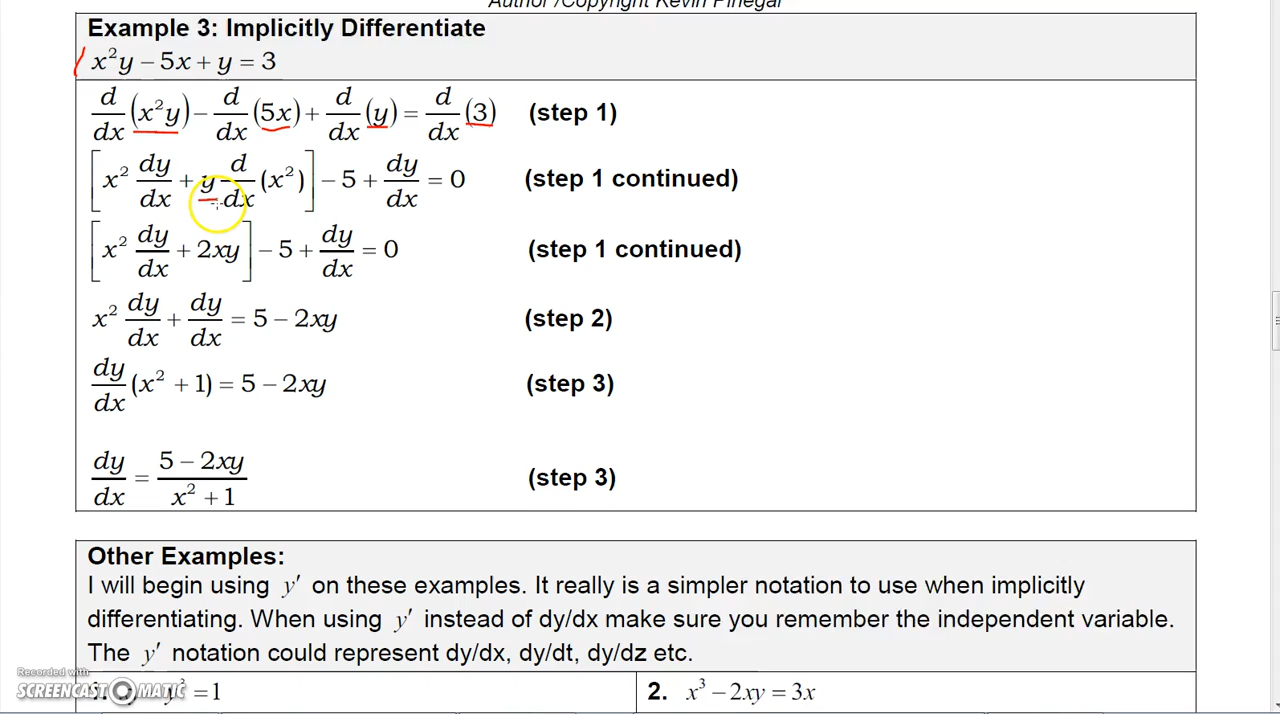 Author /Copyright Kevin Pinegar
Example 3: Implicitly Differentiate
x²y − 5x + y = 3
d/dx (x²y) − d/dx (5x) + d/dx (y) = d/dx (3) (step 1)
[x² dy/dx + y d/dx (x²)] − 5 + dy/dx = 0 (step 1 continued)
[x² dy/dx + 2xy] − 5 + dy/dx = 0 (step 1 continued)
x² dy/dx + dy/dx = 5 − 2xy (step 2)
dy/dx (x² + 1) = 5 − 2xy (step 3)
dy/dx = (5 − 2xy)/(x² + 1) (step 3)
Other Examples:
I will begin using y′ on these examples. It really is a simpler notation to use when implicitly
differentiating. When using y′ instead of dy/dx make sure you remember the independent variable.
The y′ notation could represent dy/dx, dy/dt, dy/dz etc.
Recorded with
SCREENCAST-O-MATIC
= 1
2. x³ − 2xy = 3x